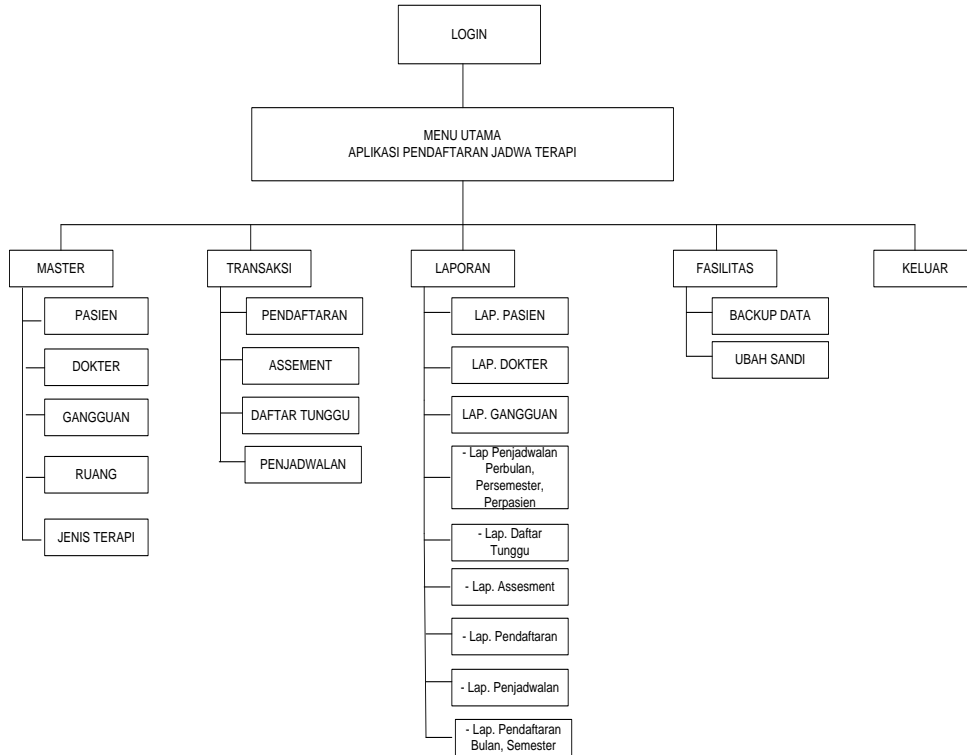 LOGIN
MENU UTAMA
APLIKASI PENDAFTARAN JADWA TERAPI
MASTER
PASIEN
DOKTER
GANGGUAN
RUANG
JENIS TERAPI
TRANSAKSI
PENDAFTARAN
ASSEMENT
DAFTAR TUNGGU
PENJADWALAN
LAPORAN
LAP. PASIEN
LAP. DOKTER
LAP. GANGGUAN
- Lap Penjadwalan
Perbulan,
Persemester,
Perpasien
- Lap. Daftar
Tunggu
- Lap. Assesment
- Lap. Pendaftaran
- Lap. Penjadwalan
- Lap. Pendaftaran
Bulan, Semester
FASILITAS
BACKUP DATA
UBAH SANDI
KELUAR